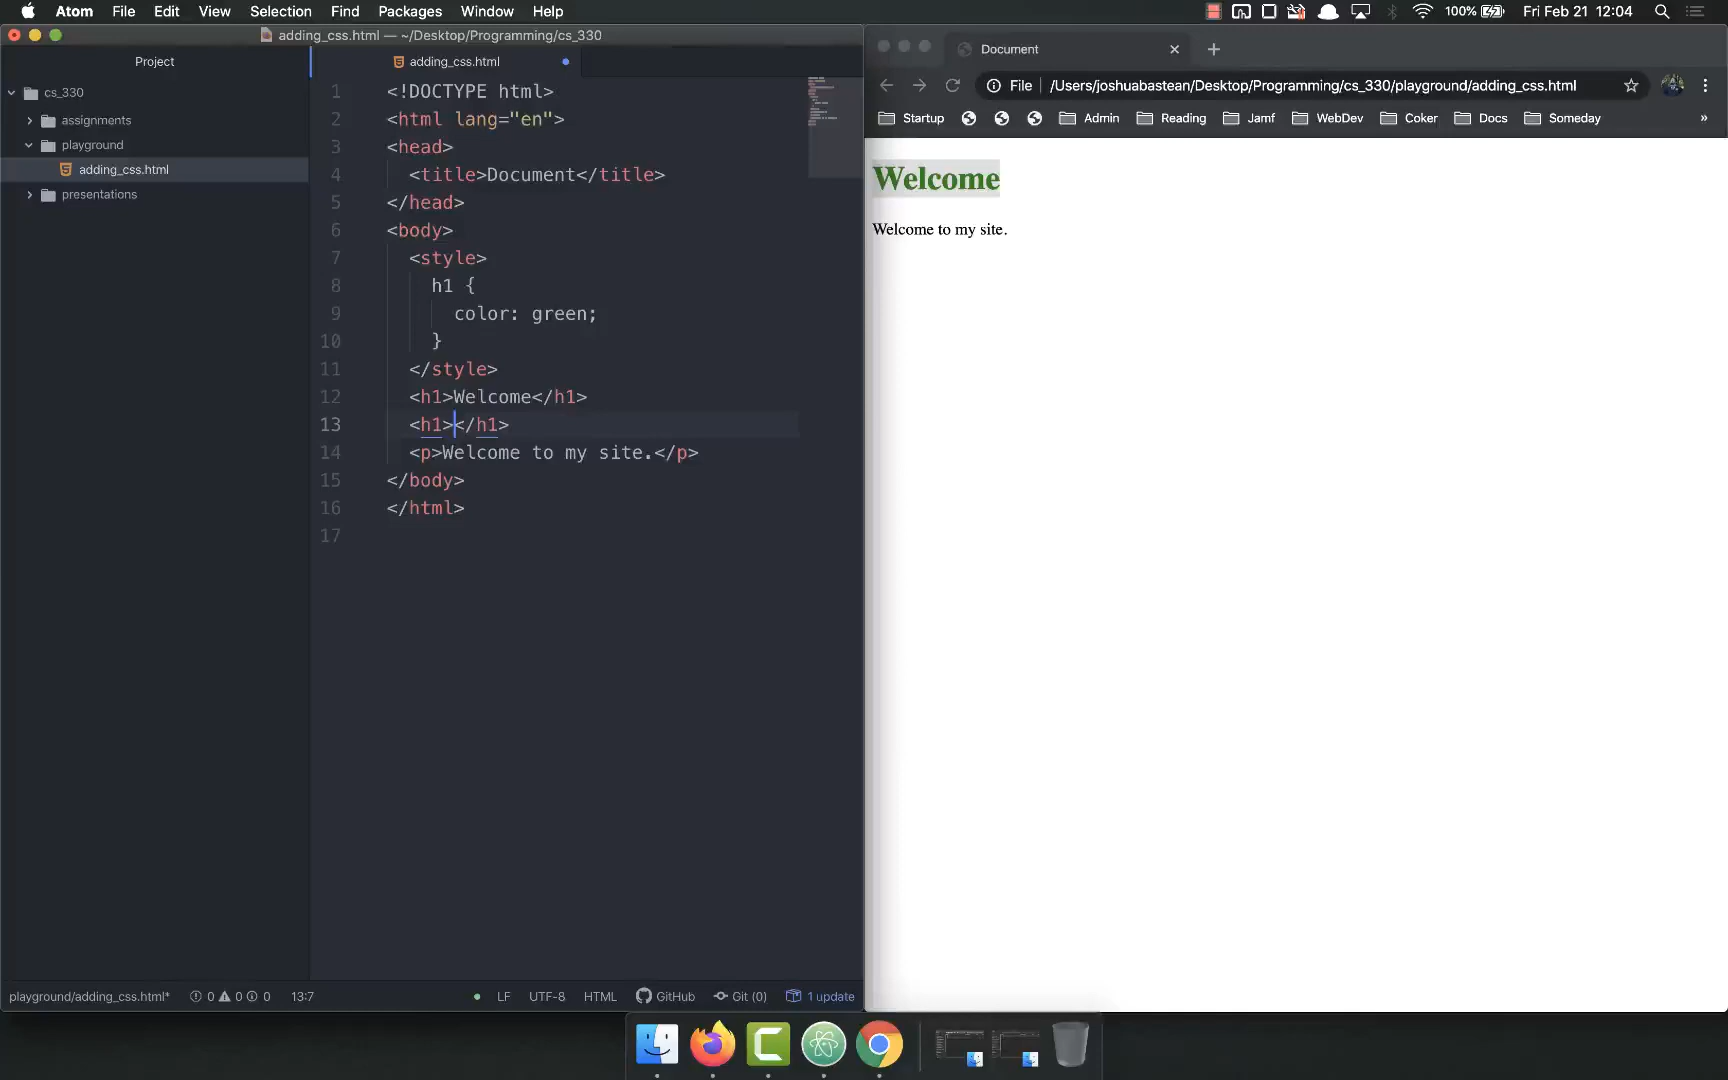 Atom File Edit View Selection Find Packages Window Help 100% Fri Feb 21 12:04
adding_css.html — ~/Desktop/Programming/cs_330
Project
cs_330
assignments
playground
adding_css.html
presentations
adding_css.html
1 <!DOCTYPE html>
2 <html lang="en">
3 <head>
4 <title>Document</title>
5 </head>
6 <body>
7 <style>
8 h1 {
9 color: green;
10 }
11 </style>
12 <h1>Welcome</h1>
13 <h1></h1>
14 <p>Welcome to my site.</p>
15 </body>
16 </html>
17
playground/adding_css.html* 0 0 0 13:7 LF UTF-8 HTML GitHub Git (0) 1 update
Document
File /Users/joshuabastean/Desktop/Programming/cs_330/playground/adding_css.html
Startup Admin Reading Jamf WebDev Coker Docs Someday »
Welcome
Welcome to my site.